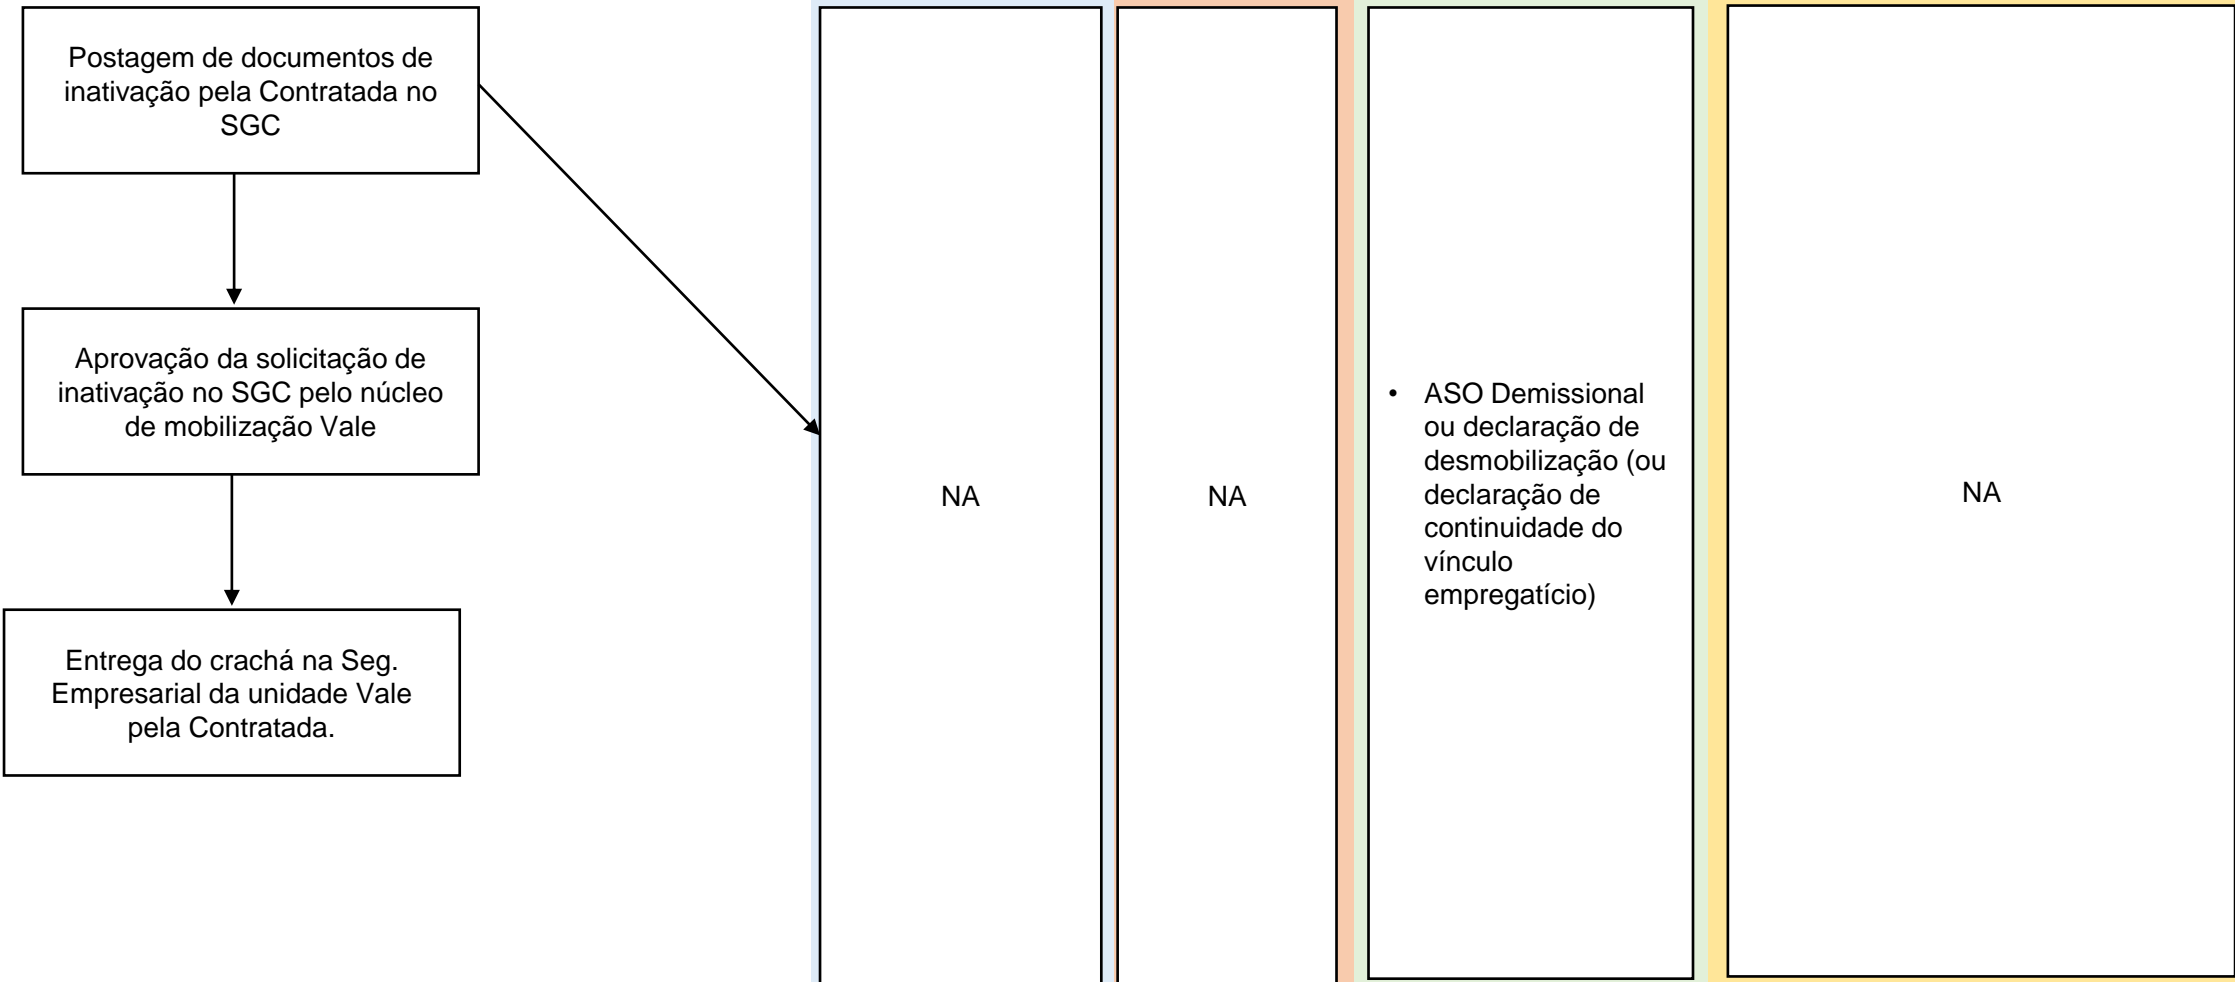 Postagem de documentos de
inativação pela Contratada no
SGC
Aprovação da solicitação de
inativação no SGC pelo núcleo
de mobilização Vale
Entrega do crachá na Seg.
Empresarial da unidade Vale
pela Contratada.
NA
NA
• ASO Demissional
ou declaração de
desmobilização (ou
declaração de
continuidade do
vínculo
empregatício)
NA